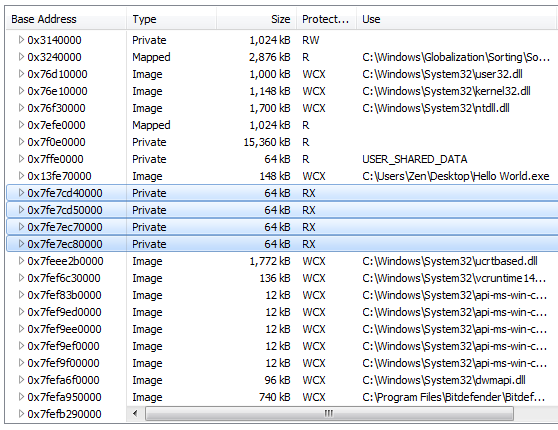 Base Address Type Size Protect... Use
0x3140000 Private 1,024 kB RW
0x3240000 Mapped 2,876 kB R C:\Windows\Globalization\Sorting\So...
0x76d10000 Image 1,000 kB WCX C:\Windows\System32\user32.dll
0x76e10000 Image 1,148 kB WCX C:\Windows\System32\kernel32.dll
0x76f30000 Image 1,700 kB WCX C:\Windows\System32\ntdll.dll
0x7efe0000 Mapped 1,024 kB R
0x7f0e0000 Private 15,360 kB R
0x7ffe0000 Private 64 kB R USER_SHARED_DATA
0x13fe70000 Image 148 kB WCX C:\Users\Zen\Desktop\Hello World.exe
0x7fe7cd40000 Private 64 kB RX
0x7fe7cd50000 Private 64 kB RX
0x7fe7ec70000 Private 64 kB RX
0x7fe7ec80000 Private 64 kB RX
0x7feee2b0000 Image 1,772 kB WCX C:\Windows\System32\ucrtbased.dll
0x7fef6c30000 Image 136 kB WCX C:\Windows\System32\vcruntime14...
0x7fef83b0000 Image 12 kB WCX C:\Windows\System32\api-ms-win-c...
0x7fef9ed0000 Image 12 kB WCX C:\Windows\System32\api-ms-win-c...
0x7fef9ee0000 Image 12 kB WCX C:\Windows\System32\api-ms-win-c...
0x7fef9ef0000 Image 12 kB WCX C:\Windows\System32\api-ms-win-c...
0x7fef9f00000 Image 12 kB WCX C:\Windows\System32\api-ms-win-c...
0x7fefa6f0000 Image 96 kB WCX C:\Windows\System32\dwmapi.dll
0x7fefa950000 Image 740 kB WCX C:\Program Files\Bitdefender\Bitdef...
0x7fefb290000